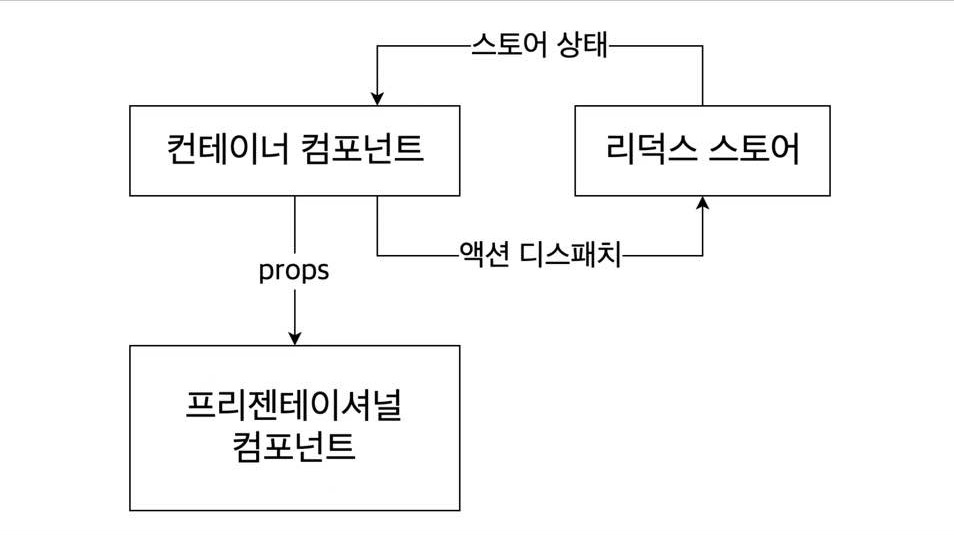 스토어 상태
컨테이너 컴포넌트
리덕스 스토어
액션 디스패치
props
프리젠테이셔널
컴포넌트